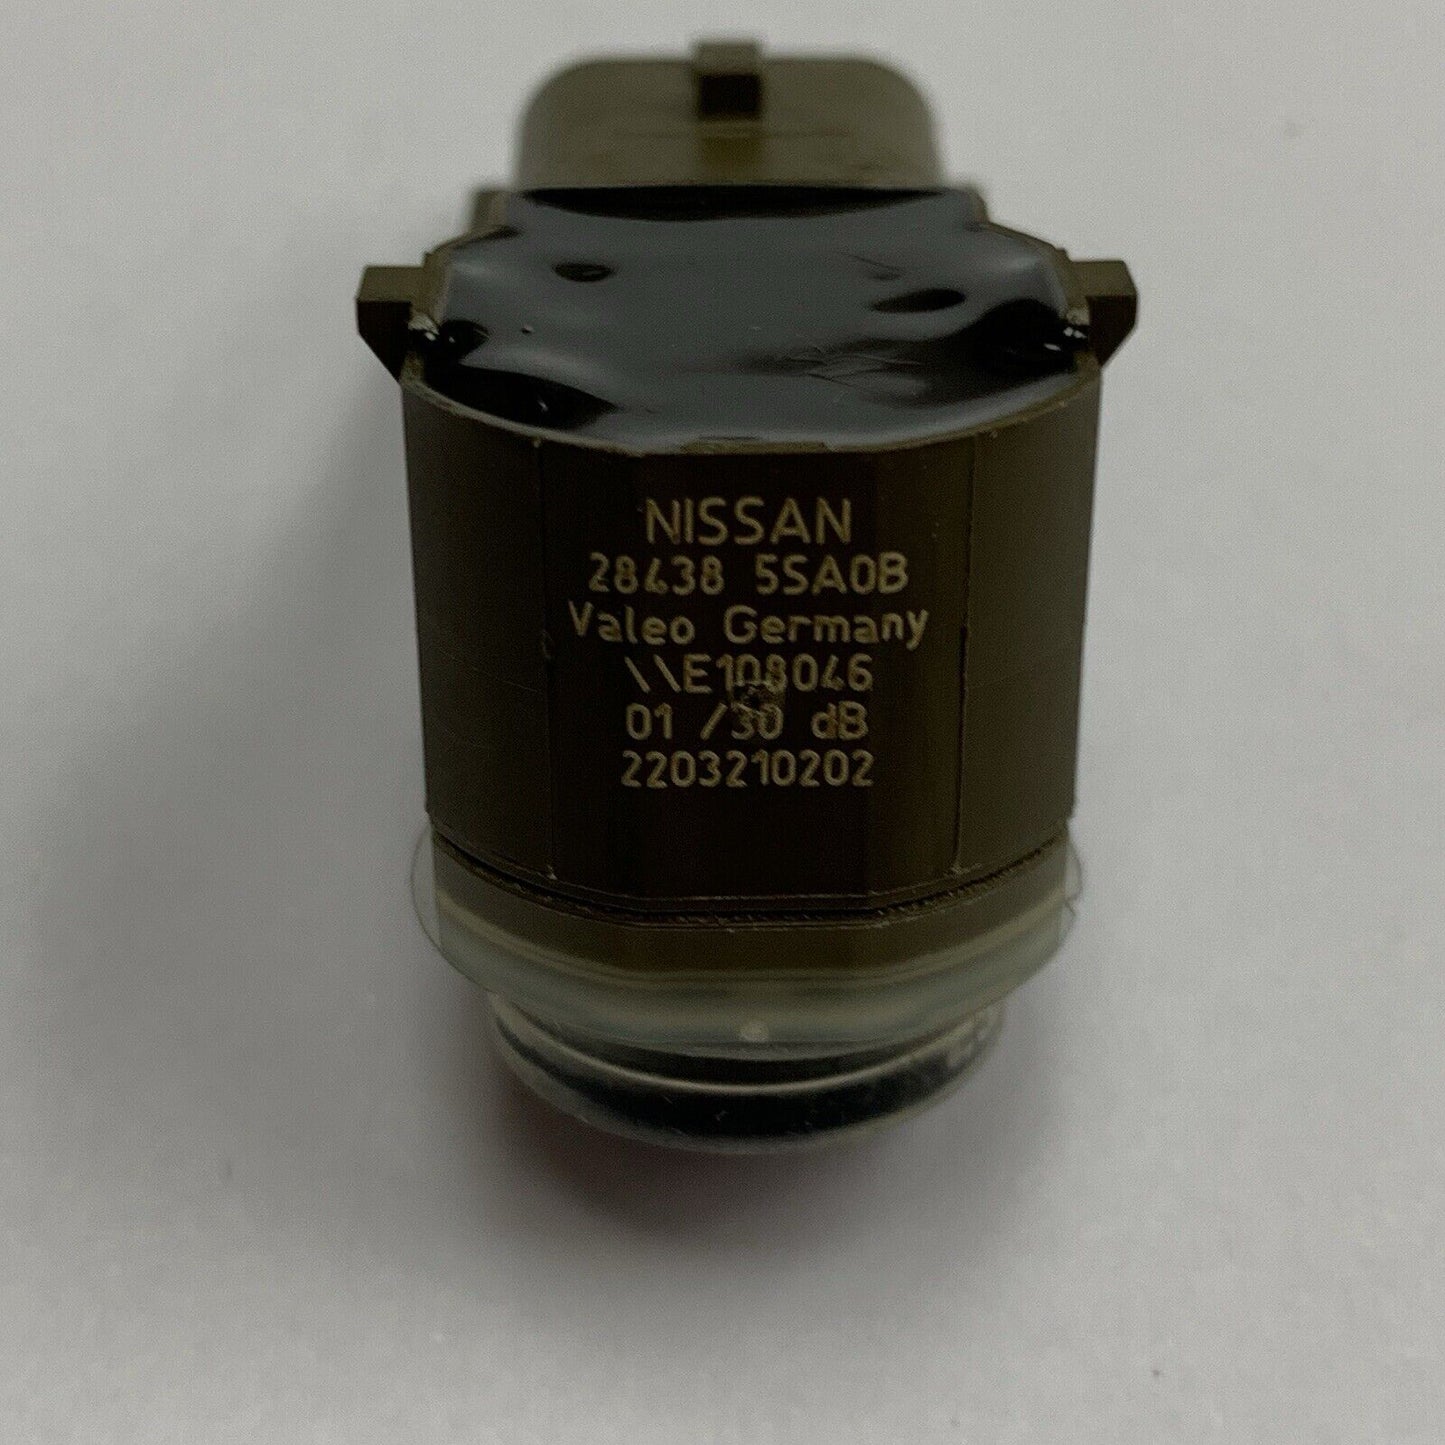 NISSAN
28438 5SA0B
Valeo Germany
\\E108046
01 /30 dB
2203210202